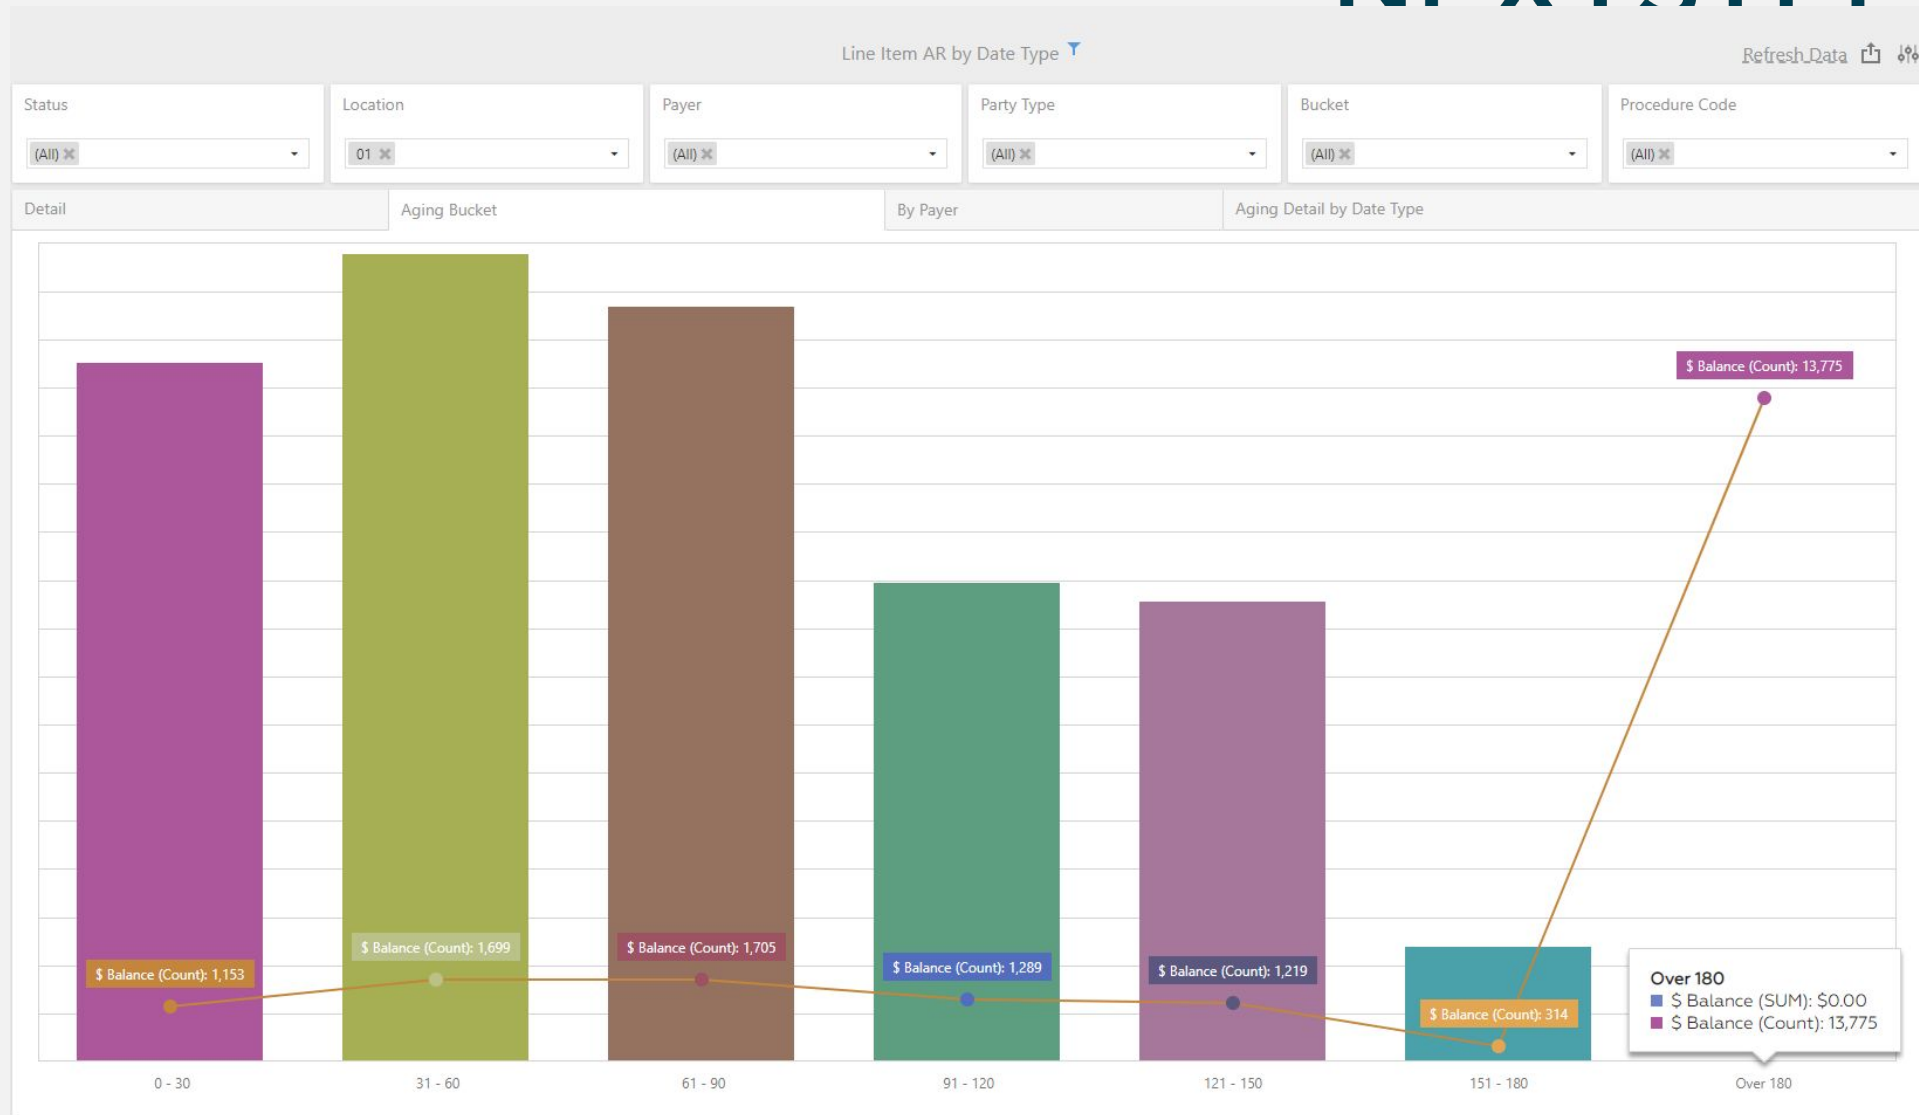 Line Item AR by Date Type
Refresh Data
Status
Location
Payer
Party Type
Bucket
Procedure Code
(All)
01
(All)
(All)
(All)
(All)
Detail
Aging Bucket
By Payer
Aging Detail by Date Type
$ Balance (Count): 13,775
$ Balance (Count): 1,153
$ Balance (Count): 1,699
$ Balance (Count): 1,705
$ Balance (Count): 1,289
$ Balance (Count): 1,219
$ Balance (Count): 314
Over 180
$ Balance (SUM): $0.00
$ Balance (Count): 13,775
0 - 30
31 - 60
61 - 90
91 - 120
121 - 150
151 - 180
Over 180